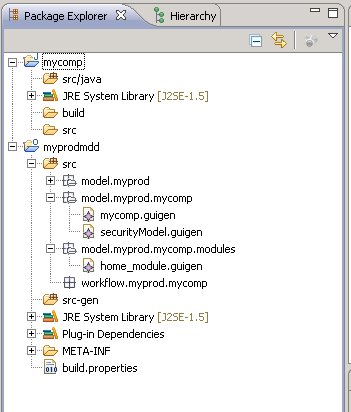 Package Explorer
Hierarchy
mycomp
src/java
JRE System Library [J2SE-1.5]
build
src
myprodmdd
src
model.myprod
model.myprod.mycomp
mycomp.guigen
securityModel.guigen
model.myprod.mycomp.modules
home_module.guigen
workflow.myprod.mycomp
src-gen
JRE System Library [J2SE-1.5]
Plug-in Dependencies
META-INF
build.properties